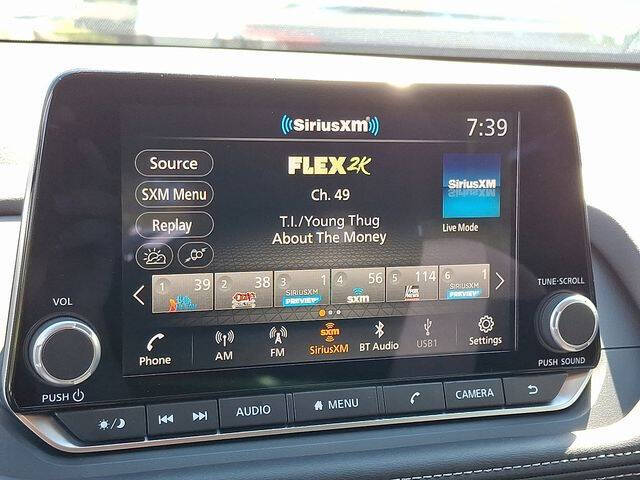 SiriusXM
7:39
Source
FLEX2K
SiriusXM
SXM Menu
Ch. 49
Replay
T.I./Young Thug
About The Money
Live Mode
1 39
2 38
3 1
4 56
5 114
6 1
SIRIUSXM PREVIEW
sxm
FOX NEWS
SIRIUSXM PREVIEW
Phone
AM
FM
sxm
SiriusXM
BT Audio
USB1
Settings
VOL
PUSH
TUNE·SCROLL
PUSH SOUND
AUDIO
MENU
CAMERA